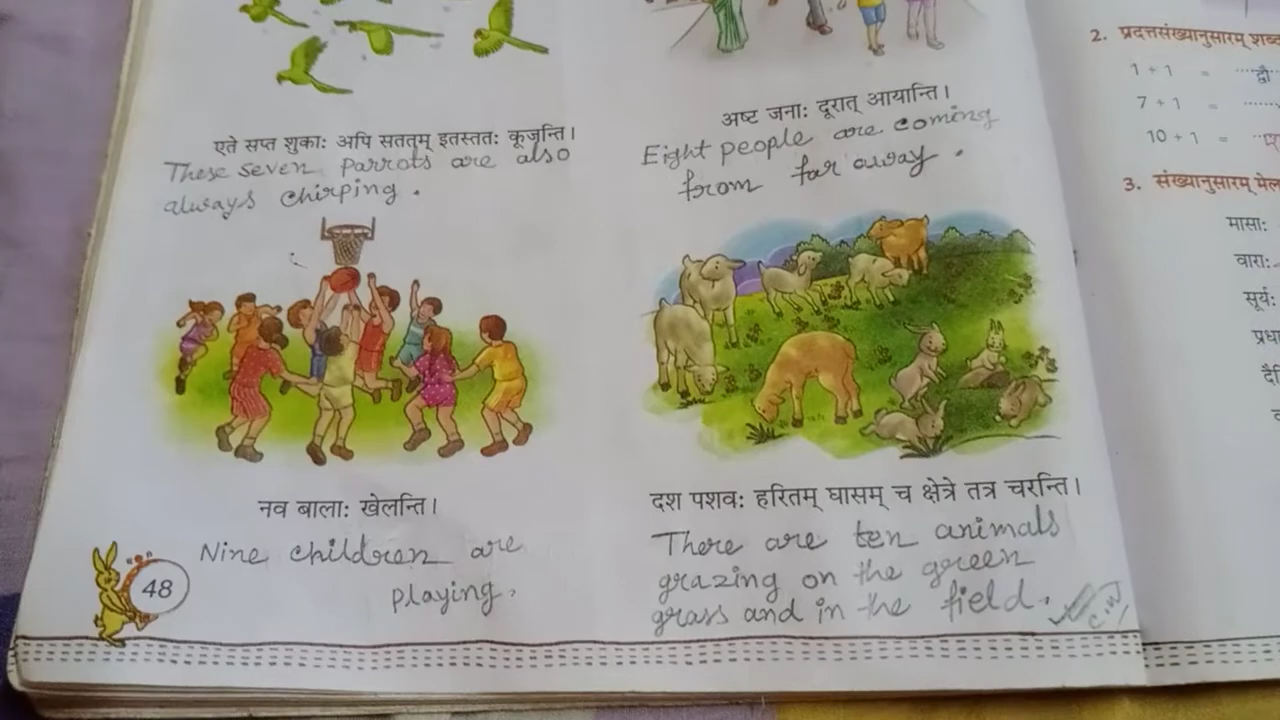 एते सप्त शुकाः अपि सततम् इतस्ततः कूजन्ति।
These seven parrots are also
always chirping.
अष्ट जनाः दूरात् आयान्ति।
Eight people are coming
from far away.
नव बालाः खेलन्ति।
Nine children are
playing.
दश पशवः हरितम् घासम् च क्षेत्रे तत्र चरन्ति।
There are ten animals
grazing on the green
grass and in the field.
C.W
48
2. प्रदत्तसंख्यानुसारम्
1 + 1 = द्वौ
7 + 1 =
10 + 1 =
3. संख्यानुसारम्
मासाः
वाराः
सूर्यः